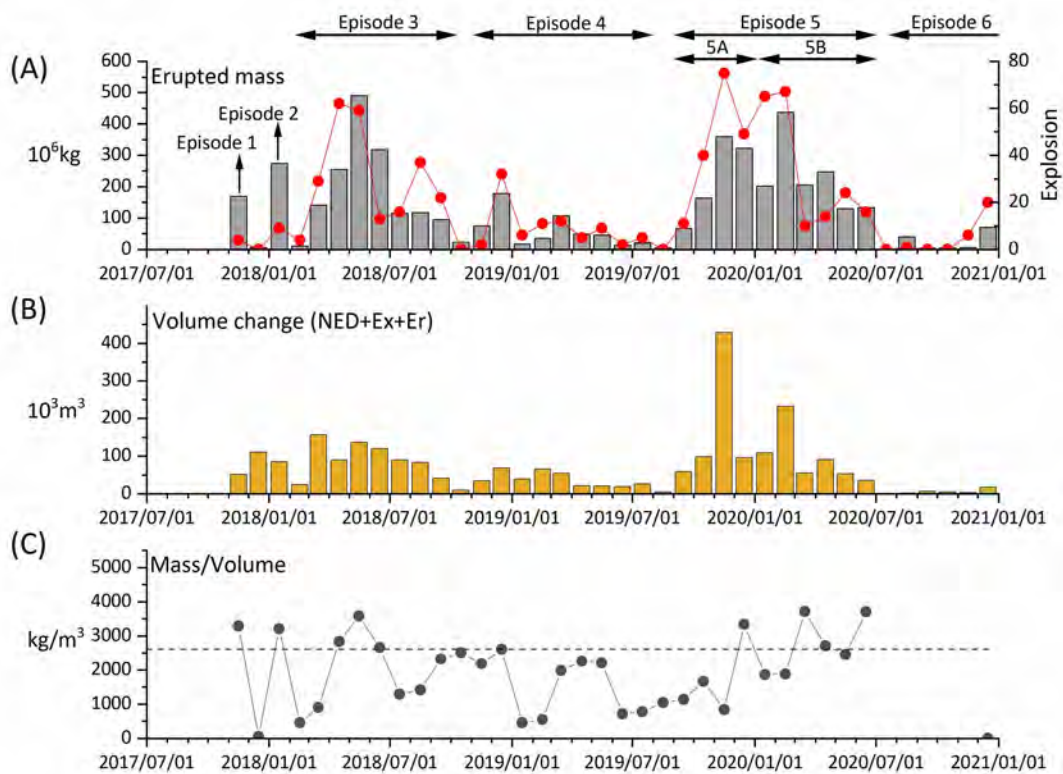 Episode 3 Episode 4 Episode 5 Episode 6
5A 5B
(A)
600 80
Erupted mass
500
Episode 2
60
400
Episode 1
10⁶kg 300 40 Explosion
200
20
100
0 0
2017/07/01 2018/01/01 2018/07/01 2019/01/01 2019/07/01 2020/01/01 2020/07/01 2021/01/01
(B)
Volume change (NED+Ex+Er)
400
300
10³m³
200
100
0
2017/07/01 2018/01/01 2018/07/01 2019/01/01 2019/07/01 2020/01/01 2020/07/01 2021/01/01
(C)
Mass/Volume
5000
4000
kg/m³ 3000
2000
1000
0
2017/07/01 2018/01/01 2018/07/01 2019/01/01 2019/07/01 2020/01/01 2020/07/01 2021/01/01